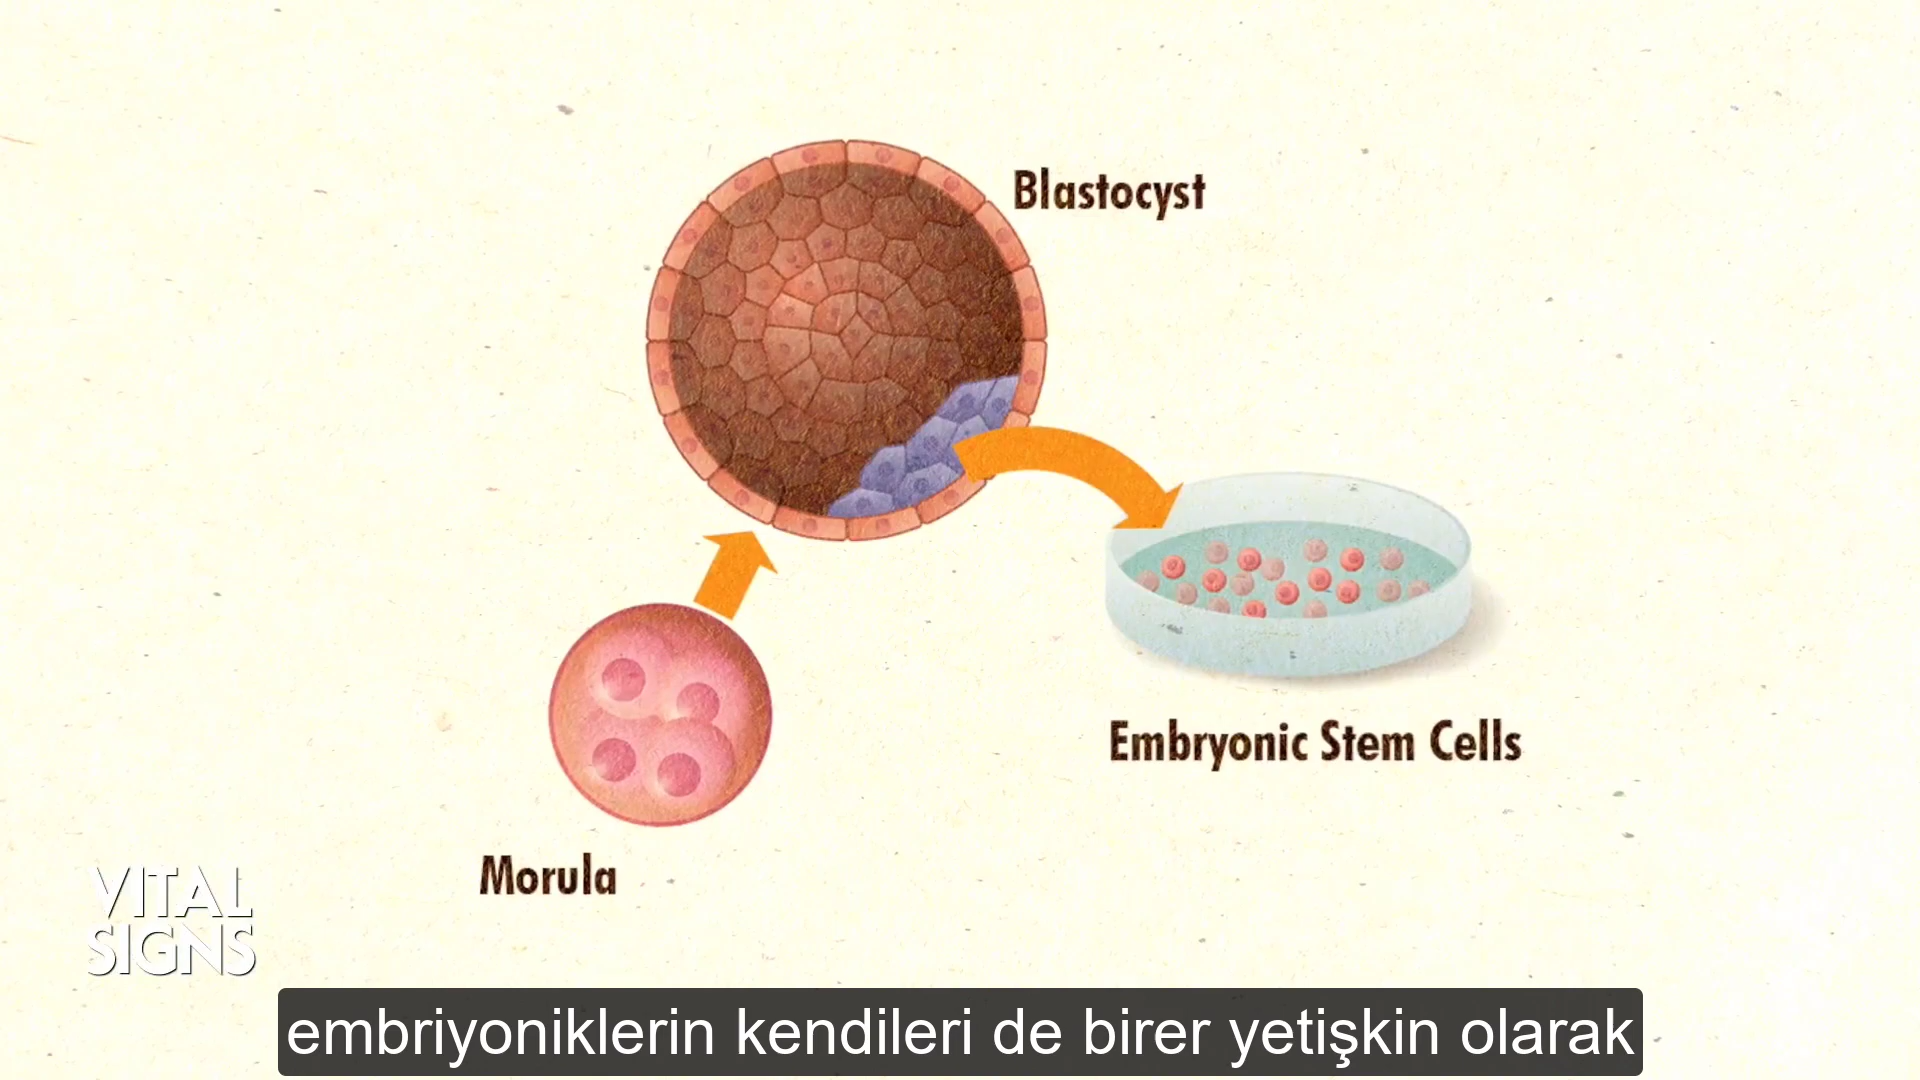 Blastocyst
Embryonic Stem Cells
Morula
VITAL
SIGNS
embriyoniklerin kendileri de birer yetişkin olarak